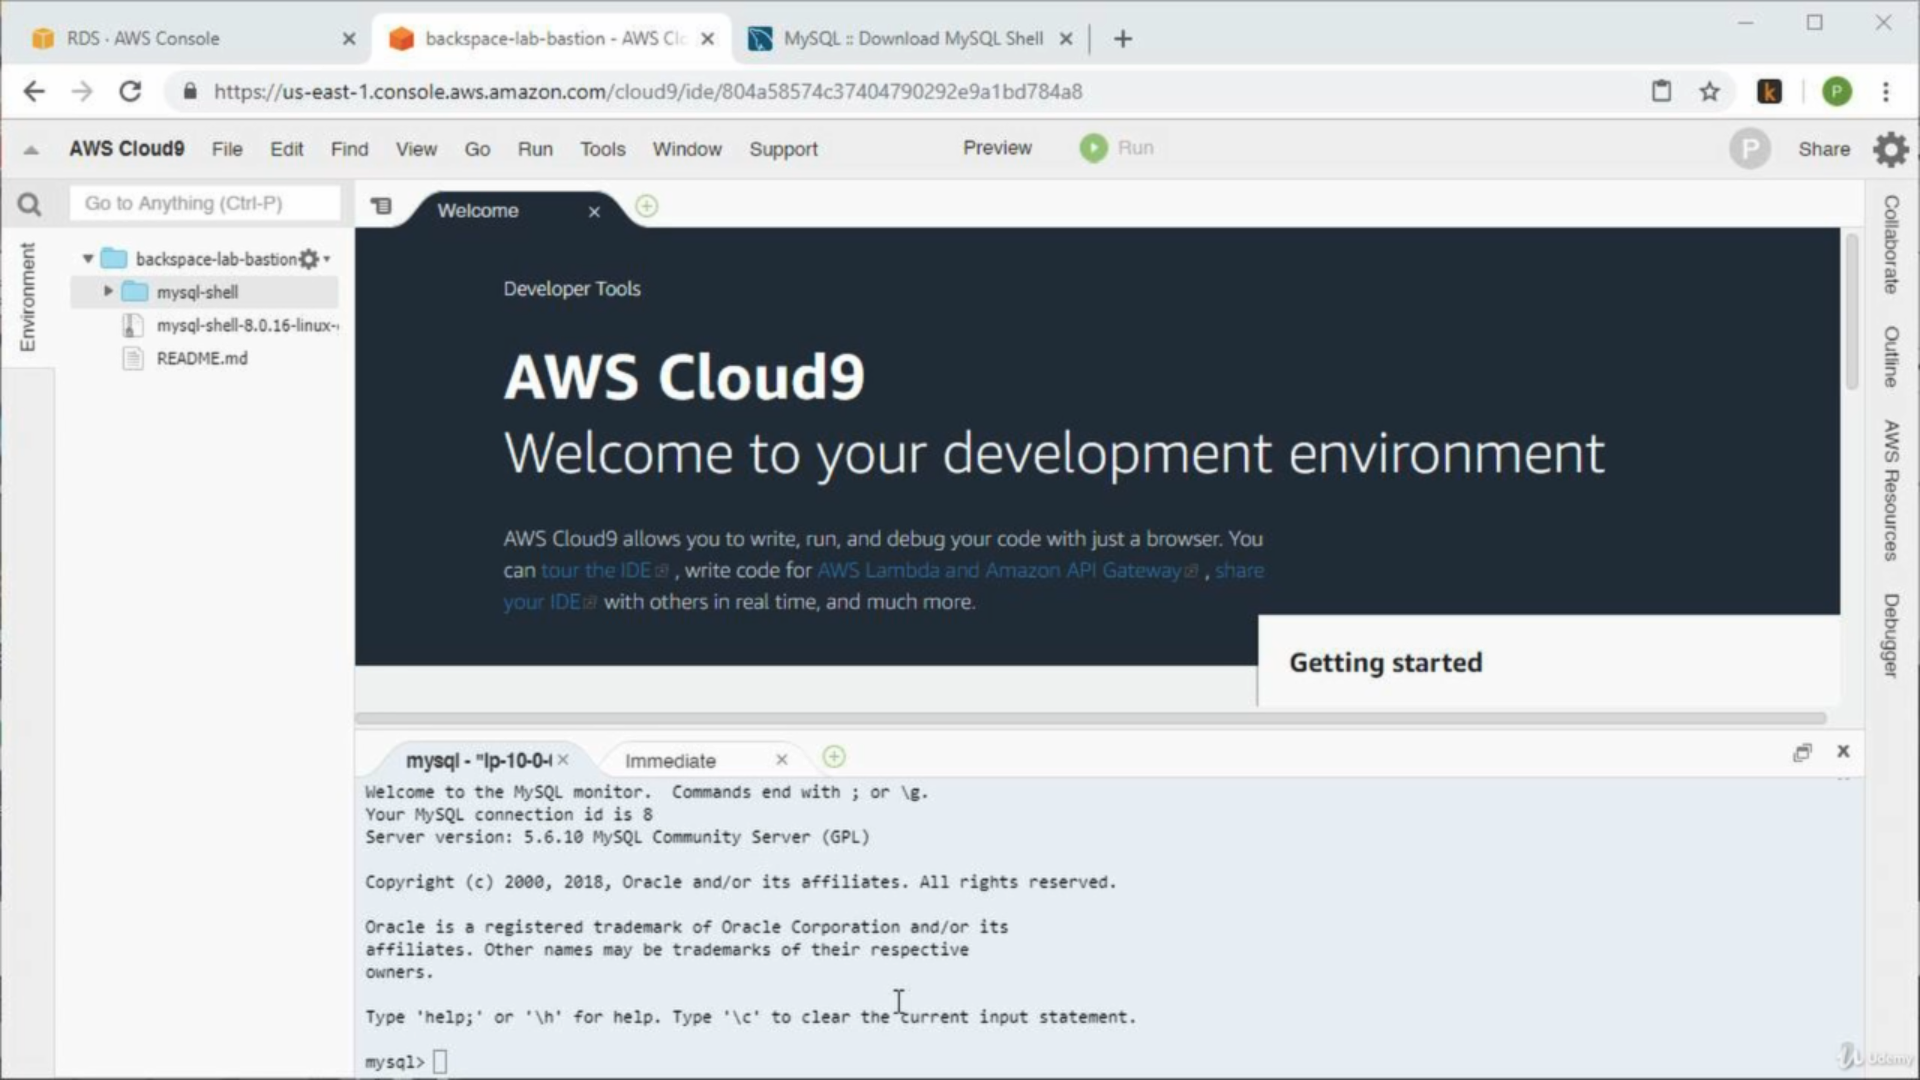 RDS · AWS Console
backspace-lab-bastion - AWS Clo
MySQL :: Download MySQL Shell
https://us-east-1.console.aws.amazon.com/cloud9/ide/804a58574c37404790292e9a1bd784a8
k
P
AWS Cloud9 File Edit Find View Go Run Tools Window Support Preview Run P Share
Go to Anything (Ctrl-P)
Welcome
Environment
backspace-lab-bastion
mysql-shell
mysql-shell-8.0.16-linux-
README.md
Developer Tools
AWS Cloud9
Welcome to your development environment
AWS Cloud9 allows you to write, run, and debug your code with just a browser. You
can tour the IDE , write code for AWS Lambda and Amazon API Gateway , share
your IDE with others in real time, and much more.
Getting started
Collaborate
Outline
AWS Resources
Debugger
mysql - "ip-10-0-
Immediate
Welcome to the MySQL monitor.  Commands end with ; or \g.
Your MySQL connection id is 8
Server version: 5.6.10 MySQL Community Server (GPL)
Copyright (c) 2000, 2018, Oracle and/or its affiliates. All rights reserved.
Oracle is a registered trademark of Oracle Corporation and/or its
affiliates. Other names may be trademarks of their respective
owners.
Type 'help;' or '\h' for help. Type '\c' to clear the current input statement.
mysql>
Udemy